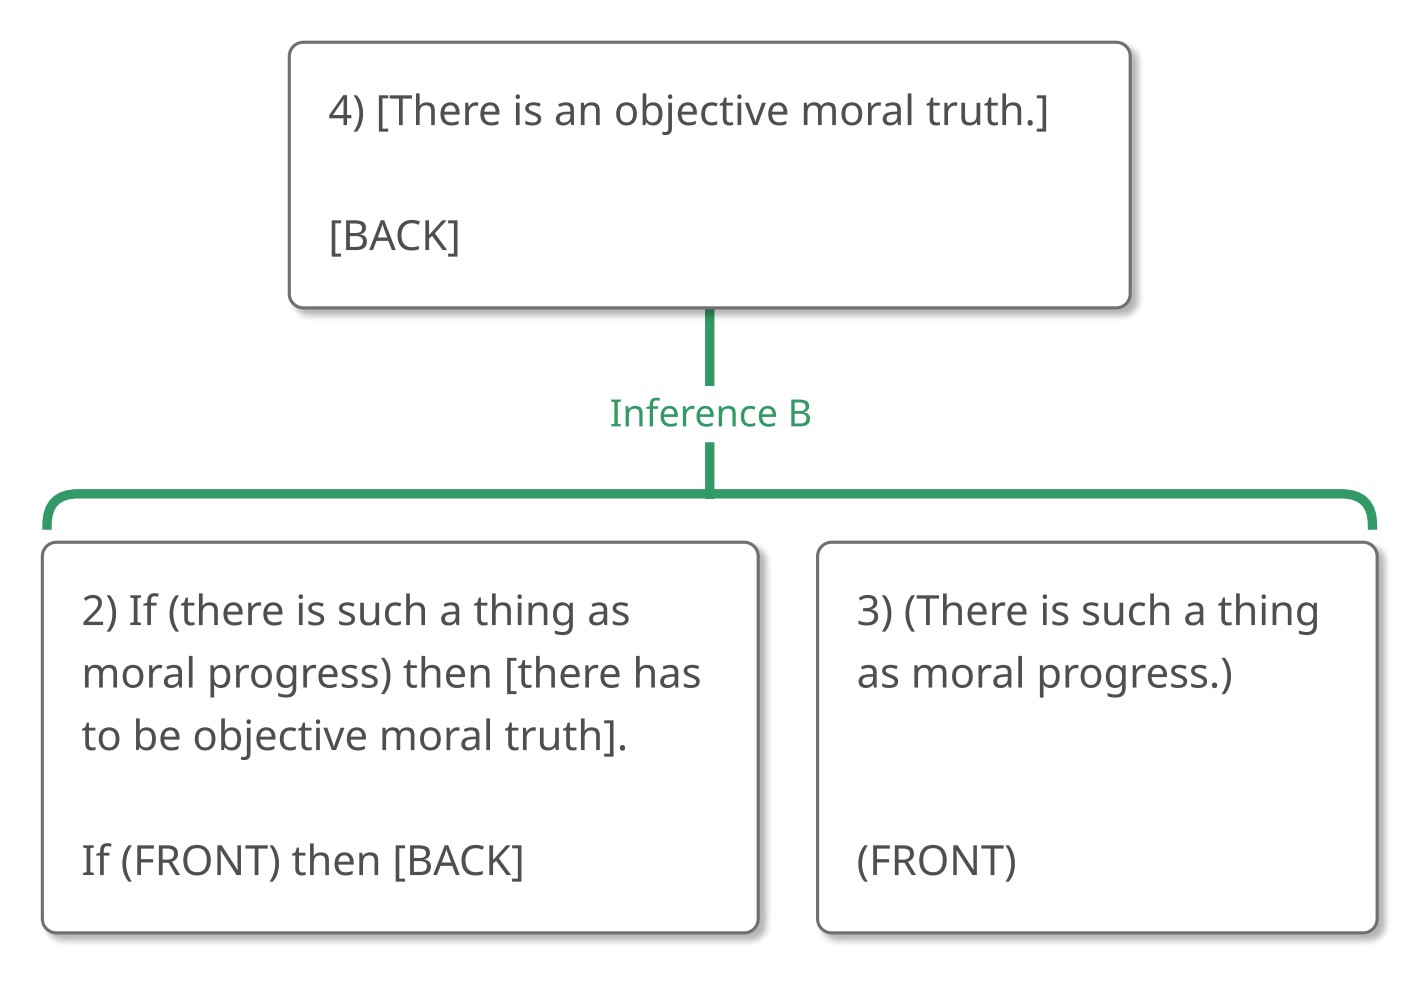 4) [There is an objective moral truth.]
[BACK]
Inference B
2) If (there is such a thing as
moral progress) then [there has
to be objective moral truth].
If (FRONT) then [BACK]
3) (There is such a thing
as moral progress.)
(FRONT)